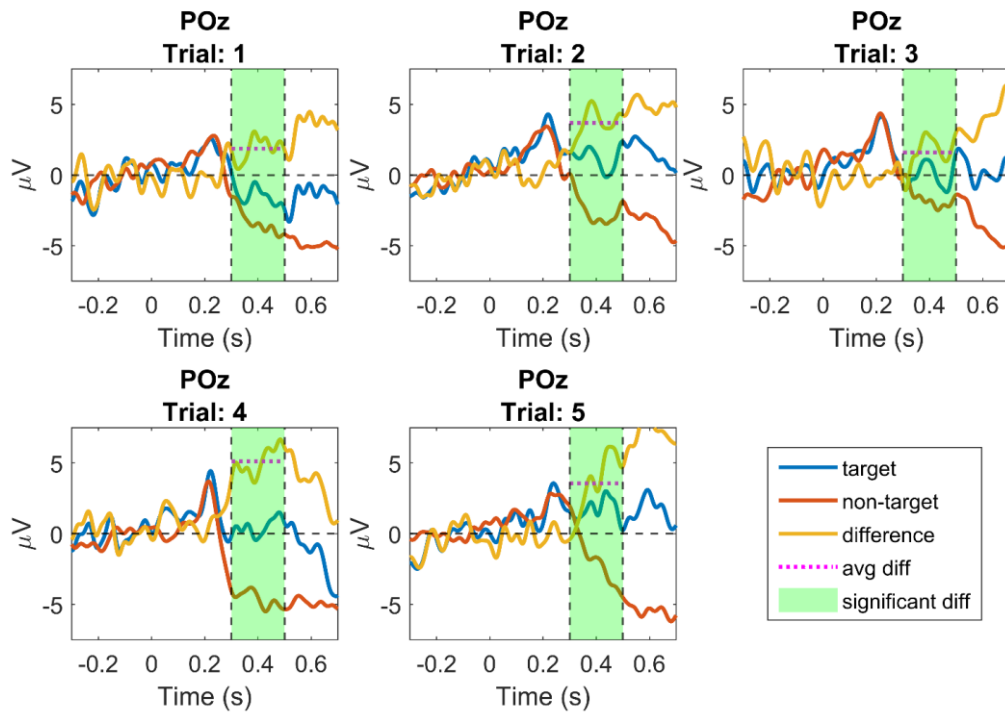 POz
Trial: 1
5
0
-5
μV
-0.2 0 0.2 0.4 0.6
Time (s)
POz
Trial: 2
5
0
-5
μV
-0.2 0 0.2 0.4 0.6
Time (s)
POz
Trial: 3
5
0
-5
μV
-0.2 0 0.2 0.4 0.6
Time (s)
POz
Trial: 4
5
0
-5
μV
-0.2 0 0.2 0.4 0.6
Time (s)
POz
Trial: 5
5
0
-5
μV
-0.2 0 0.2 0.4 0.6
Time (s)
target
non-target
difference
avg diff
significant diff